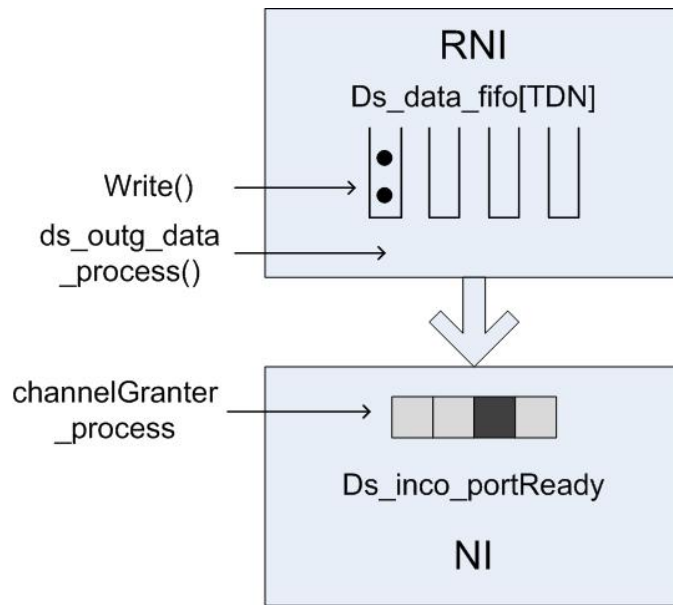 RNI
Ds_data_fifo[TDN]
Write()
ds_outg_data
_process()
channelGranter
_process
Ds_inco_portReady
NI